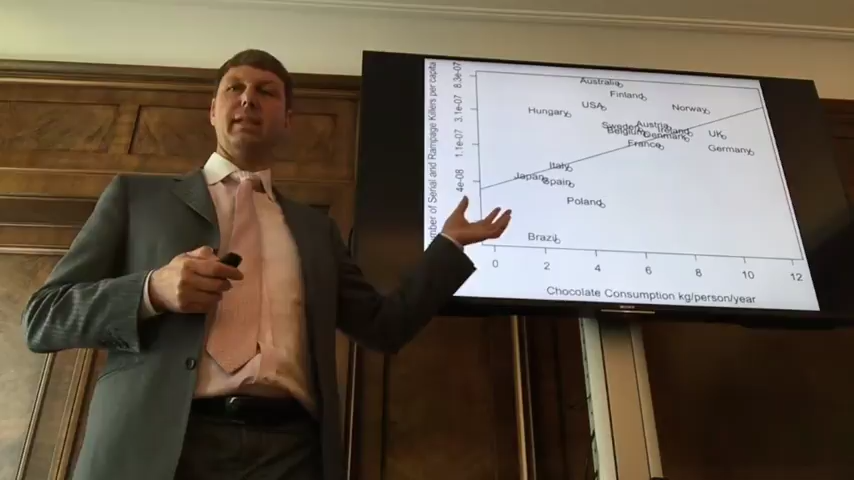 mber of Serial and Rampage Killers per capita
8.3e-07
3.1e-07
1.1e-07
4e-08
Australia
Finland
USA
Hungary
Norway
Austria
Sweden
Belgium
Ireland
Denmark
UK
France
Germany
Italy
Japan
Spain
Poland
Brazil
0 2 4 6 8 10 12
Chocolate Consumption kg/person/year
SONY